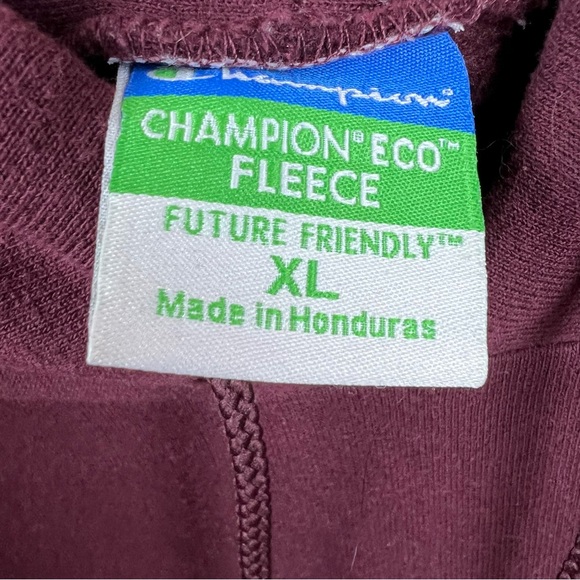 Champion
CHAMPION® ECO™
FLEECE
FUTURE FRIENDLY™
XL
Made in Honduras